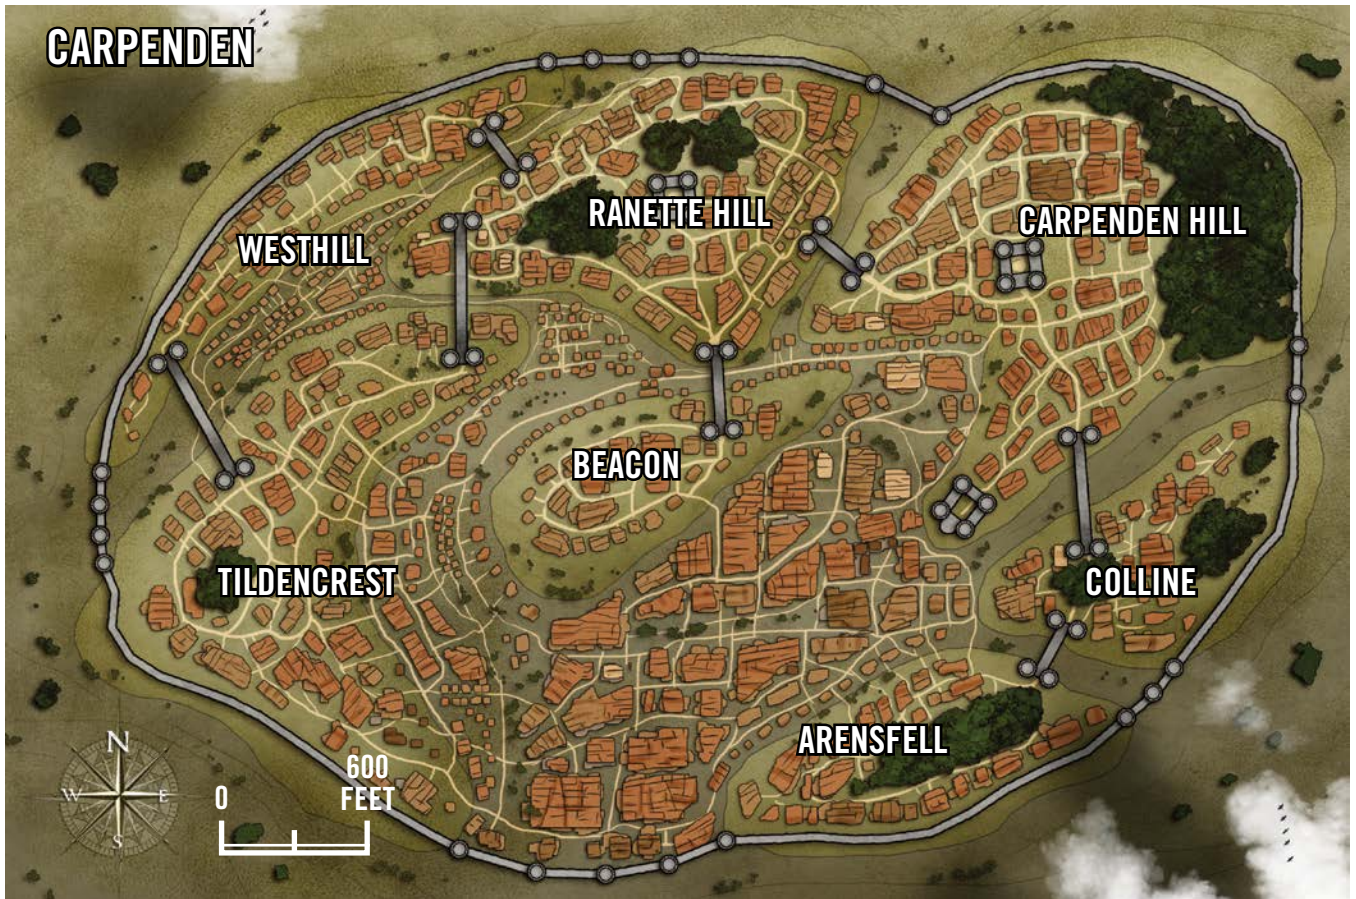 CARPENDEN
RANETTE HILL
CARPENDEN HILL
WESTHILL
BEACON
TILDENCREST
COLLINE
ARENSFELL
N
W E
S
0 600
FEET